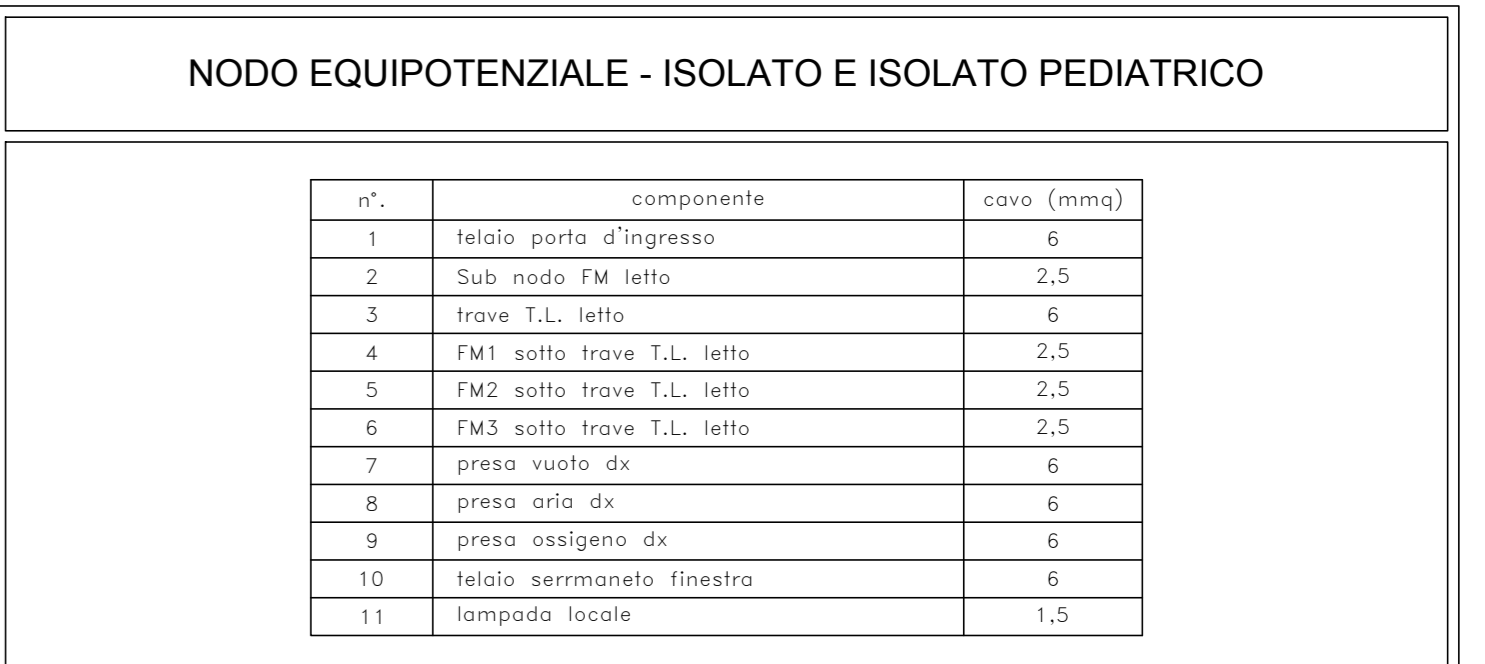 NODO EQUIPOTENZIALE - ISOLATO E ISOLATO PEDIATRICO
n°. componente cavo (mmq)
1 telaio porta d'ingresso 6
2 Sub nodo FM letto 2,5
3 trave T.L. letto 6
4 FM1 sotto trave T.L. letto 2,5
5 FM2 sotto trave T.L. letto 2,5
6 FM3 sotto trave T.L. letto 2,5
7 presa vuoto dx 6
8 presa aria dx 6
9 presa ossigeno dx 6
10 telaio serrmaneto finestra 6
11 lampada locale 1,5